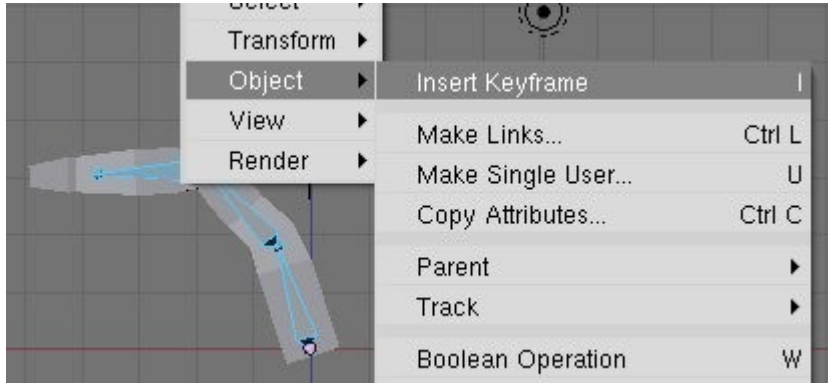 Select
Transform
Object
View
Render
Insert Keyframe I
Make Links... Ctrl L
Make Single User... U
Copy Attributes... Ctrl C
Parent
Track
Boolean Operation W